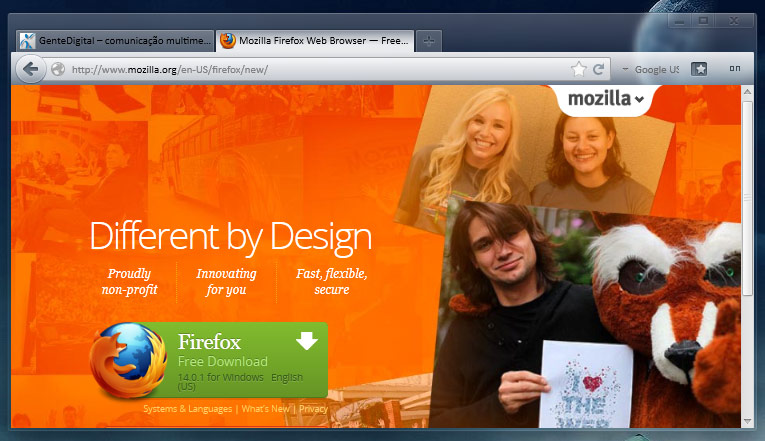 GenteDigital – comunicação multime...
Mozilla Firefox Web Browser — Free...
http://www.mozilla.org/en-US/firefox/new/
Google US
mozilla
Different by Design
Proudly
non-profit
Innovating
for you
Fast, flexible,
secure
Firefox
Free Download
14.0.1 for Windows English
(US)
Systems & Languages | What's New | Privacy
I
THE WEB